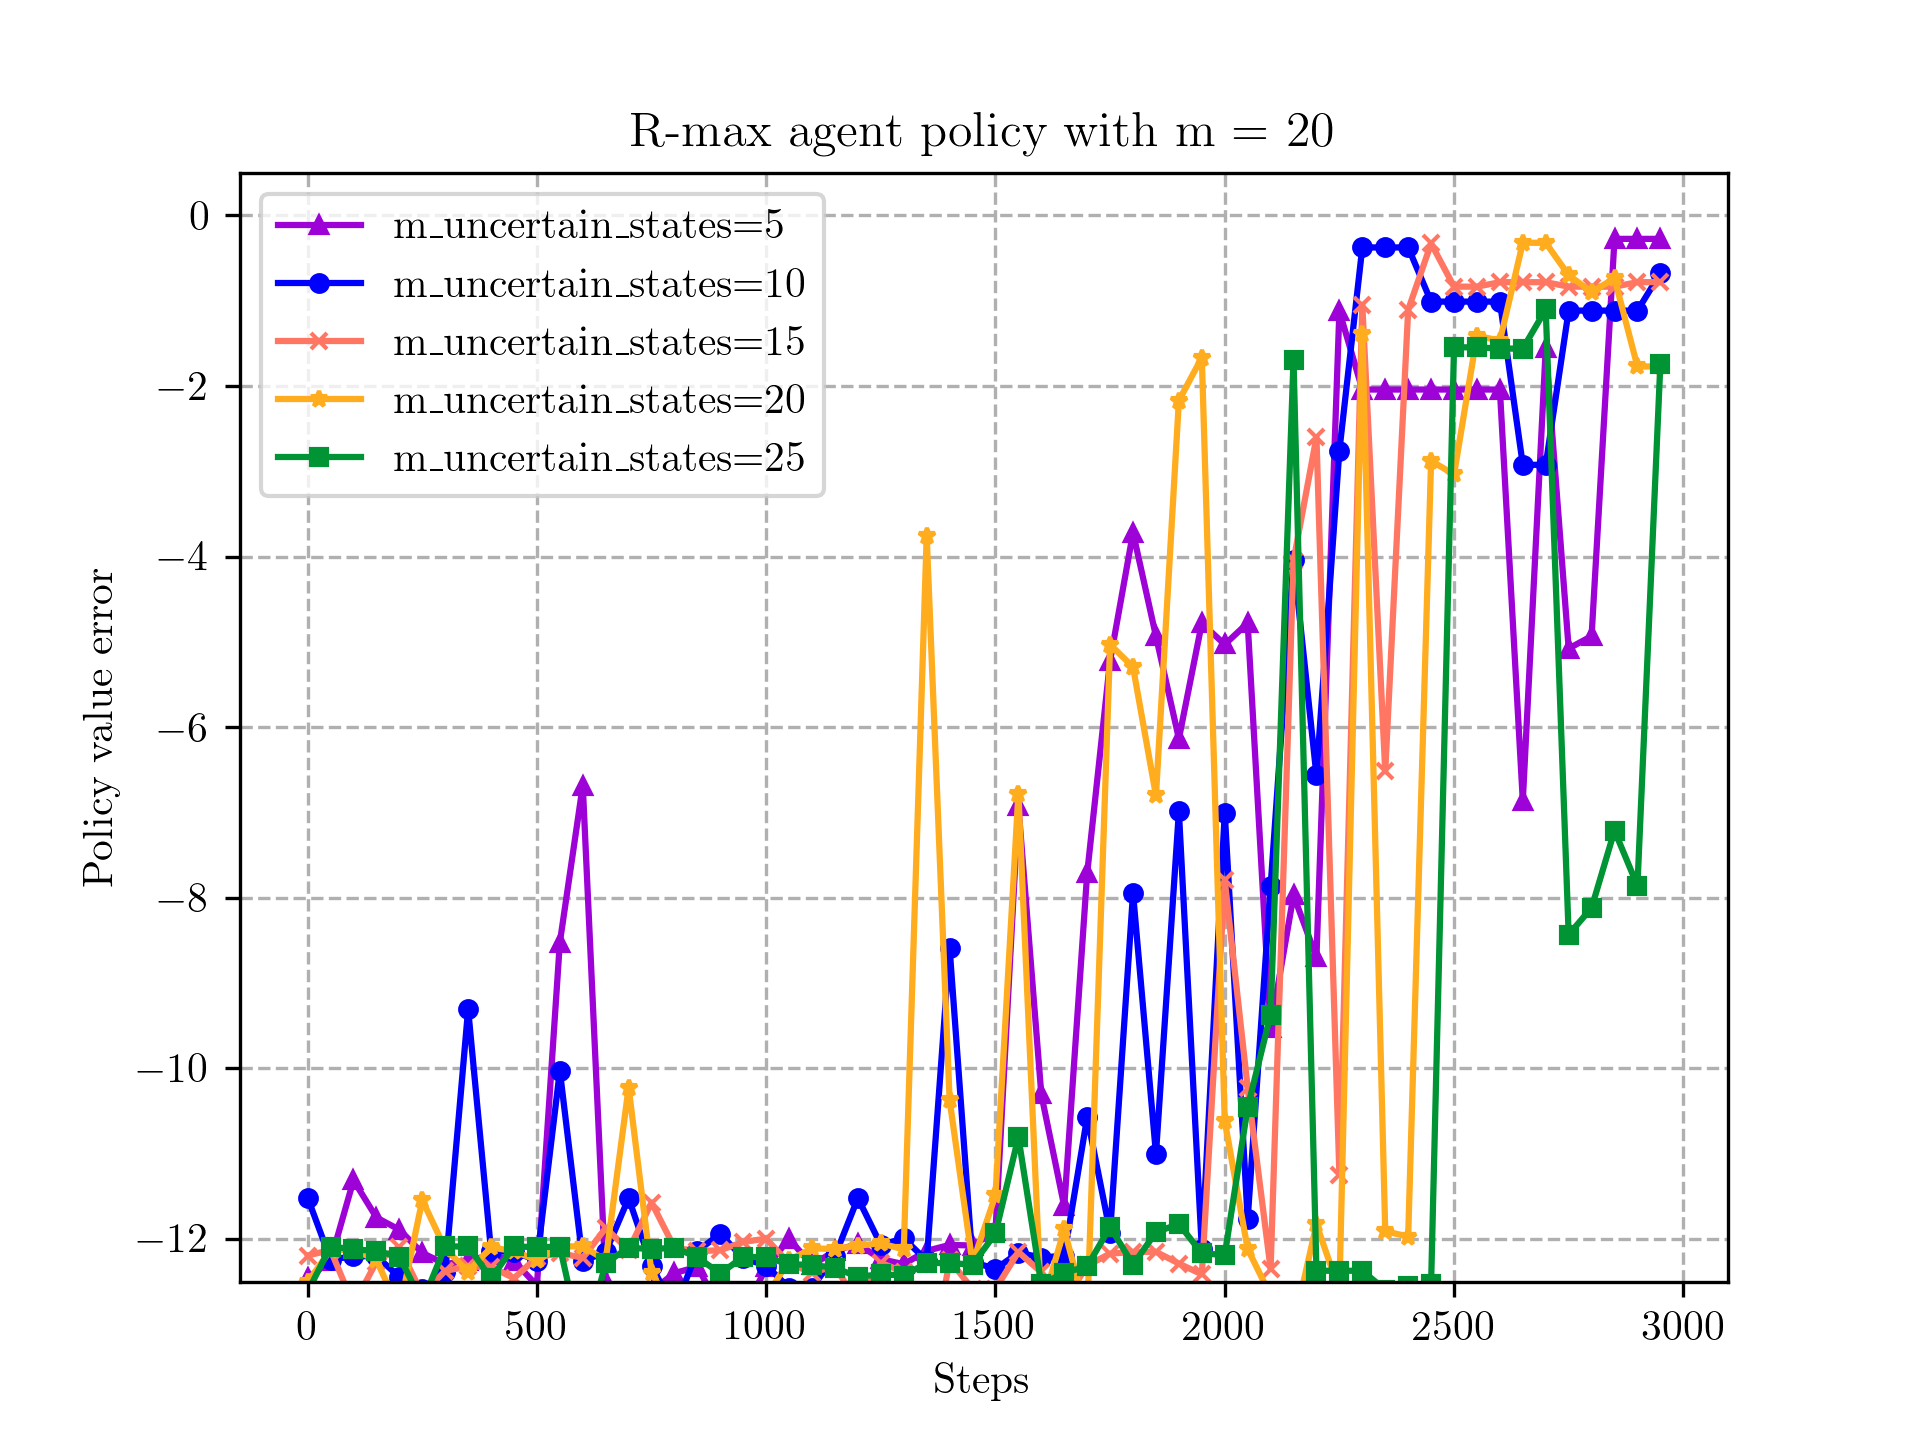 R-max agent policy with m = 20
m_uncertain_states=5
m_uncertain_states=10
m_uncertain_states=15
m_uncertain_states=20
m_uncertain_states=25
0
−2
−4
−6
−8
−10
−12
Policy value error
0 500 1000 1500 2000 2500 3000
Steps